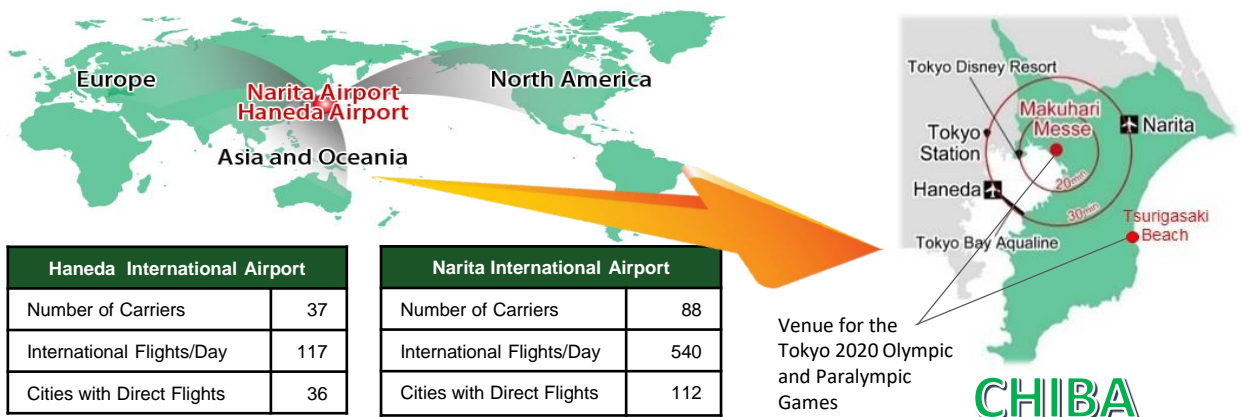 Europe
Narita Airport
Haneda Airport
North America
Asia and Oceania
Haneda International Airport
Number of Carriers 37
International Flights/Day 117
Cities with Direct Flights 36
Narita International Airport
Number of Carriers 88
International Flights/Day 540
Cities with Direct Flights 112
Tokyo Disney Resort
Makuhari
Messe
Narita
Tokyo
Station
Haneda
20min
30min
Tsurigasaki
Beach
Tokyo Bay Aqualine
Venue for the
Tokyo 2020 Olympic
and Paralympic
Games
CHIBA